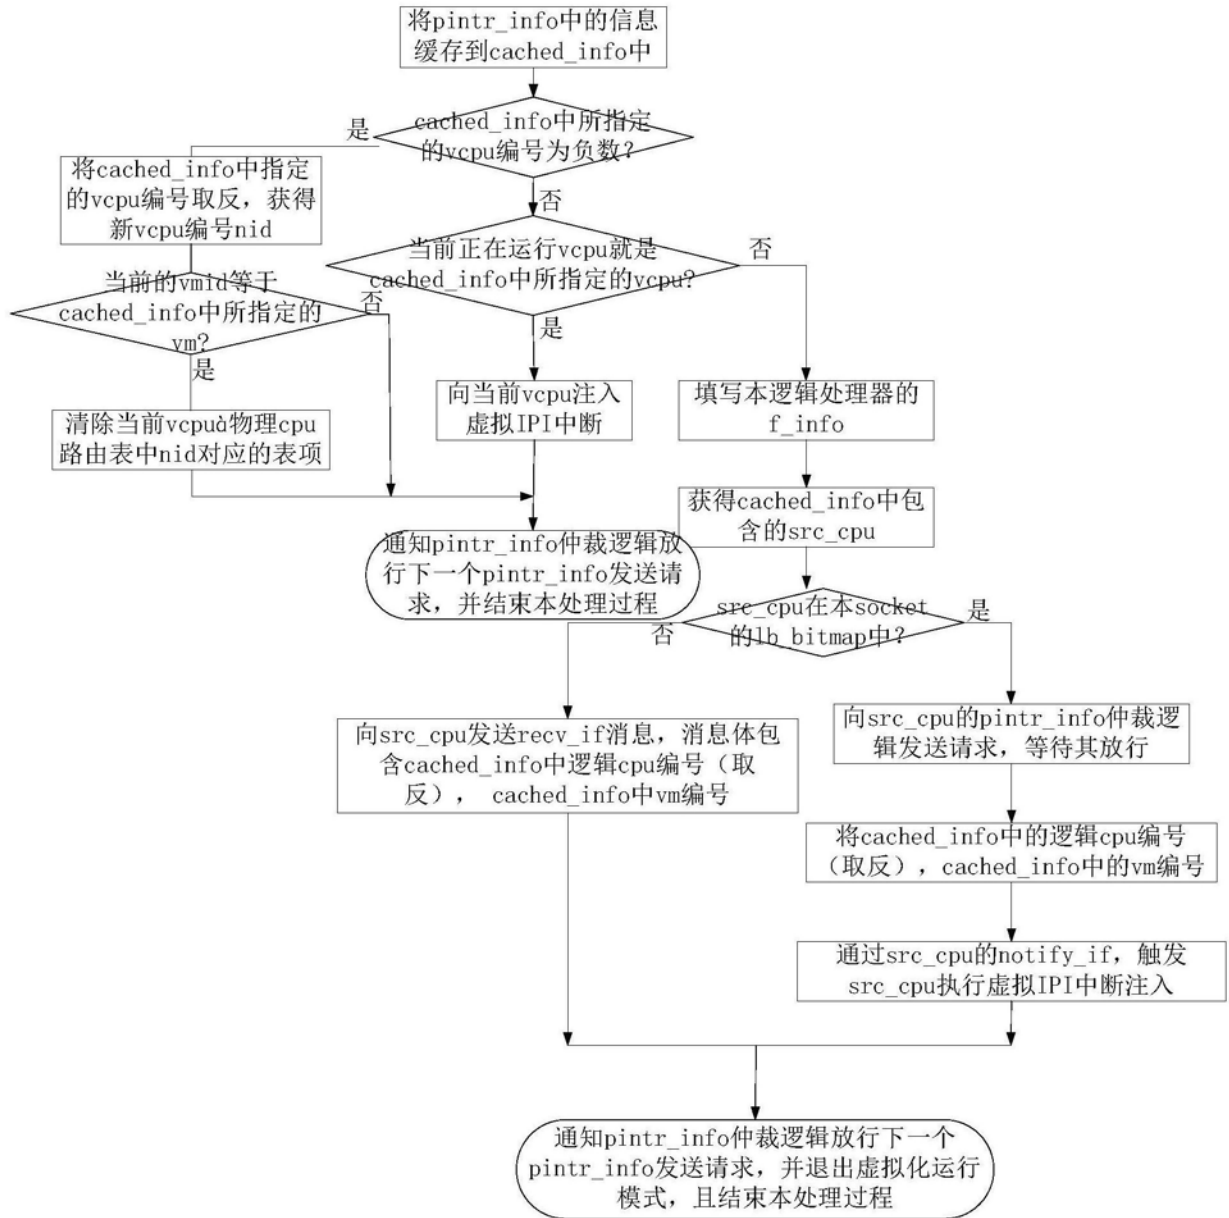 将pintr_info中的信息
缓存到cached_info中
cached_info中所指定
的vcpu编号为负数?
是
将cached_info中指定
的vcpu编号取反，获得
新vcpu编号nid
否
当前正在运行vcpu就是
cached_info中所指定的vcpu?
否
当前的vmid等于
cached_info中所指定的
vm?
否
是
是
向当前vcpu注入
虚拟IPI中断
填写本逻辑处理器的
f_info
清除当前vcpuà物理cpu
路由表中nid对应的表项
获得cached_info中包
含的src_cpu
通知pintr_info仲裁逻辑放
行下一个pintr_info发送请
求，并结束本处理过程
src_cpu在本socket
的lb_bitmap中?
否
是
向src_cpu发送recv_if消息，消息体包
含cached_info中逻辑cpu编号（取
反）， cached_info中vm编号
向src_cpu的pintr_info仲裁逻
辑发送请求，等待其放行
将cached_info中的逻辑cpu编号
（取反），cached_info中的vm编号
通过src_cpu的notify_if，触发
src_cpu执行虚拟IPI中断注入
通知pintr_info仲裁逻辑放行下一个
pintr_info发送请求，并退出虚拟化运行
模式，且结束本处理过程